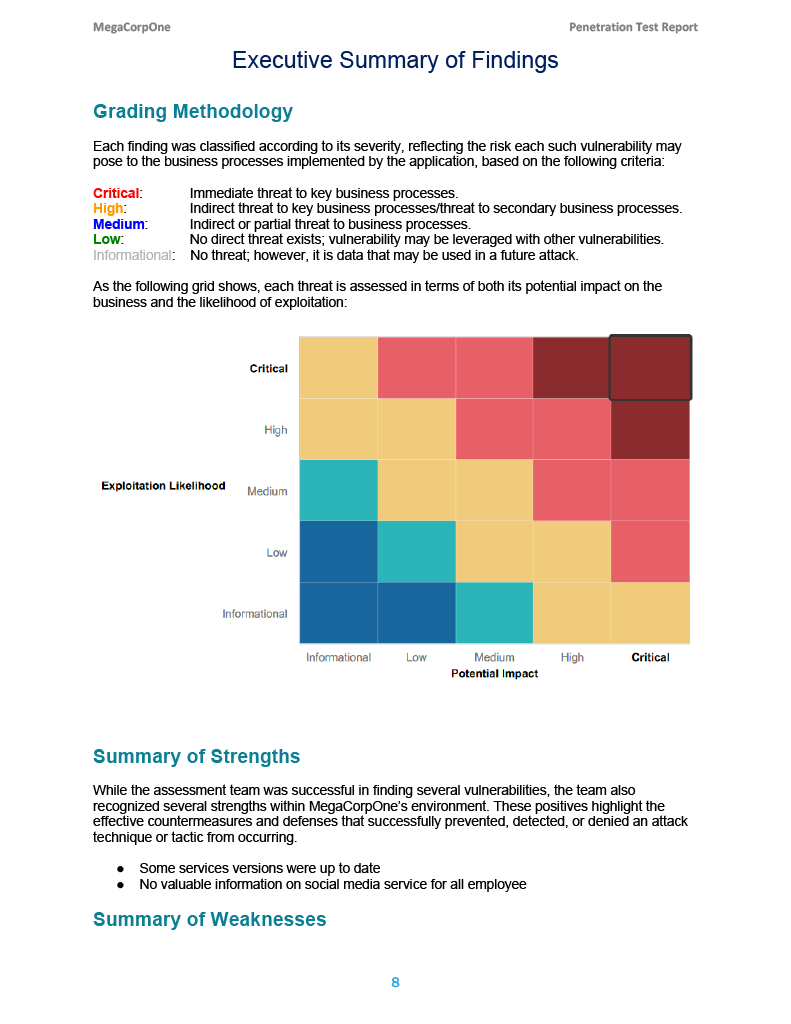 MegaCorpOne Penetration Test Report
Executive Summary of Findings
Grading Methodology
Each finding was classified according to its severity, reflecting the risk each such vulnerability may
pose to the business processes implemented by the application, based on the following criteria:
Critical: Immediate threat to key business processes.
High: Indirect threat to key business processes/threat to secondary business processes.
Medium: Indirect or partial threat to business processes.
Low: No direct threat exists; vulnerability may be leveraged with other vulnerabilities.
Informational: No threat; however, it is data that may be used in a future attack.
As the following grid shows, each threat is assessed in terms of both its potential impact on the
business and the likelihood of exploitation:
Critical
High
Exploitation Likelihood
Medium
Low
Informational
Informational Low Medium High Critical
Potential Impact
Summary of Strengths
While the assessment team was successful in finding several vulnerabilities, the team also
recognized several strengths within MegaCorpOne’s environment. These positives highlight the
effective countermeasures and defenses that successfully prevented, detected, or denied an attack
technique or tactic from occurring.
● Some services versions were up to date
● No valuable information on social media service for all employee
Summary of Weaknesses
8